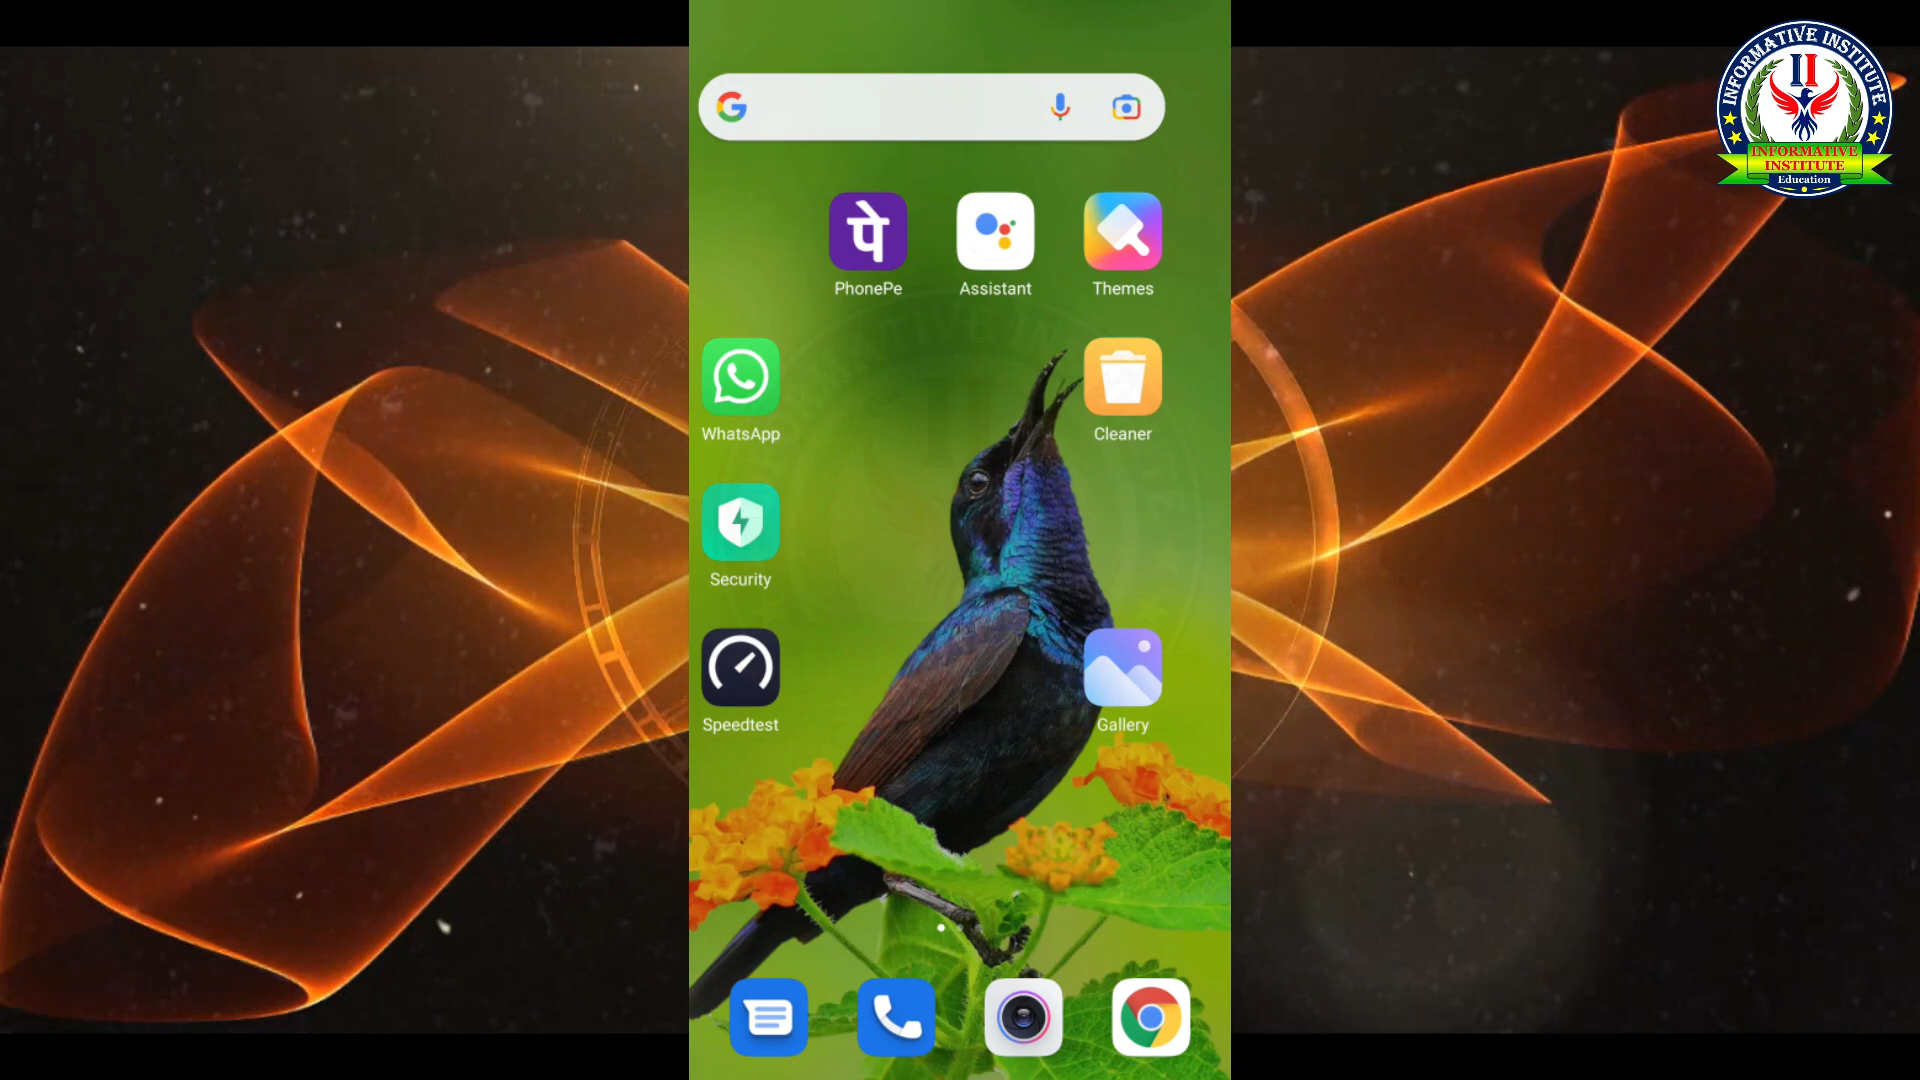 INFORMATIVE INSTITUTE
II
INFORMATIVE
INSTITUTE
Education
पे
PhonePe
Assistant
Themes
WhatsApp
Cleaner
Security
Speedtest
Gallery